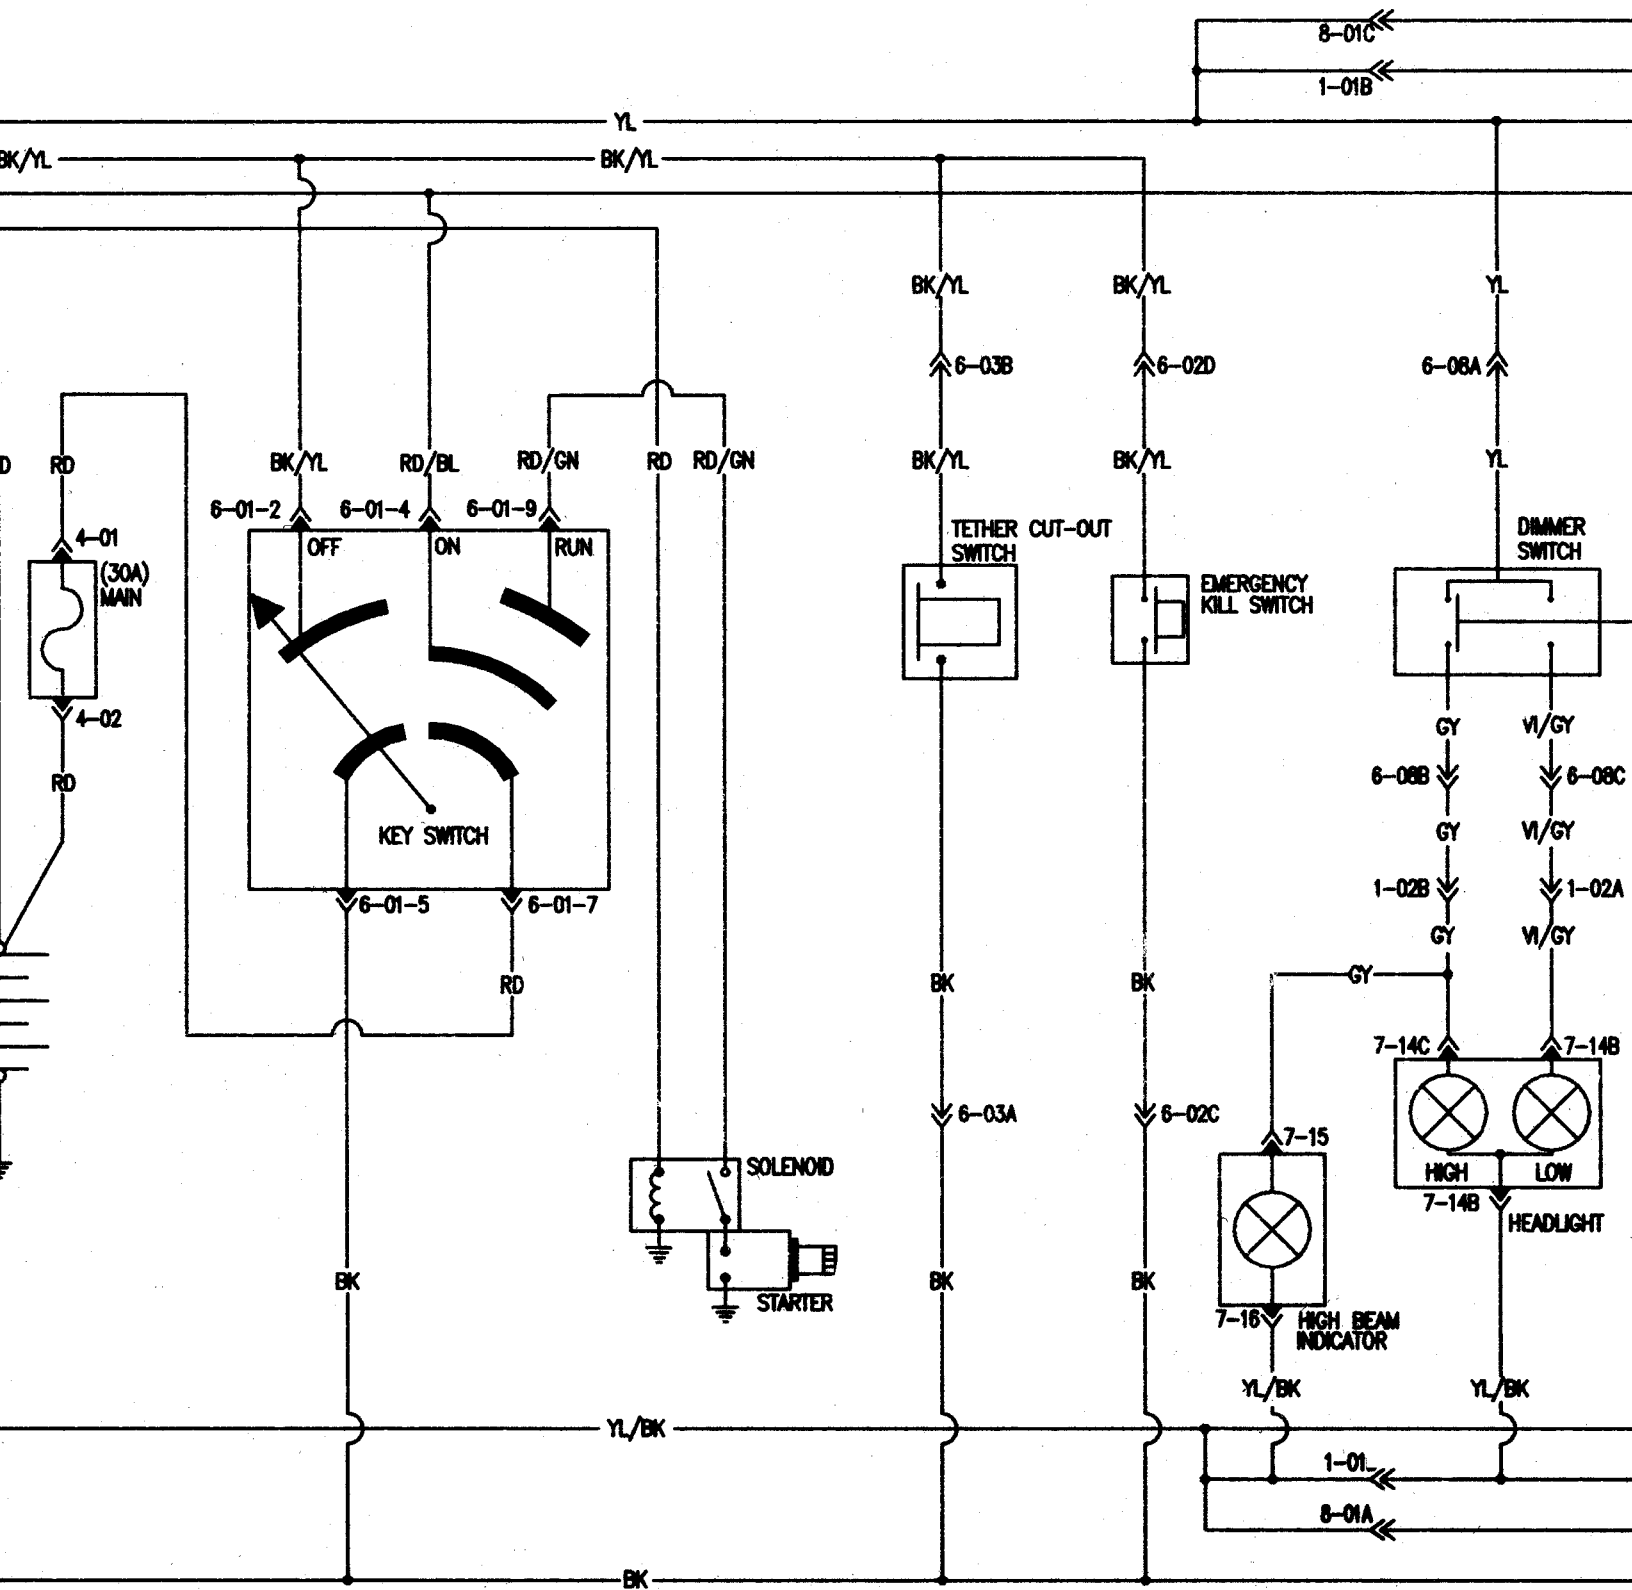 8-01C
1-01B
YL
BK/YL
BK/YL
BK/YL
BK/YL
YL
6-03B
6-02D
6-08A
RD
BK/YL
RD/BL
RD/GN
RD
RD/GN
BK/YL
BK/YL
YL
6-01-2
6-01-4
6-01-9
4-01
OFF
ON
RUN
TETHER CUT-OUT
SWITCH
DIMMER
SWITCH
(30A)
MAIN
EMERGENCY
KILL SWITCH
4-02
GY
VI/GY
RD
6-08B
6-08C
KEY SWITCH
GY
VI/GY
1-02B
1-02A
6-01-5
6-01-7
GY
VI/GY
RD
BK
BK
GY
7-14C
7-14B
6-03A
6-02C
7-15
SOLENOID
HIGH
LOW
7-14B
HEADLIGHT
BK
BK
BK
STARTER
7-16
HIGH BEAM
INDICATOR
YL/BK
YL/BK
YL/BK
8-01A
BK